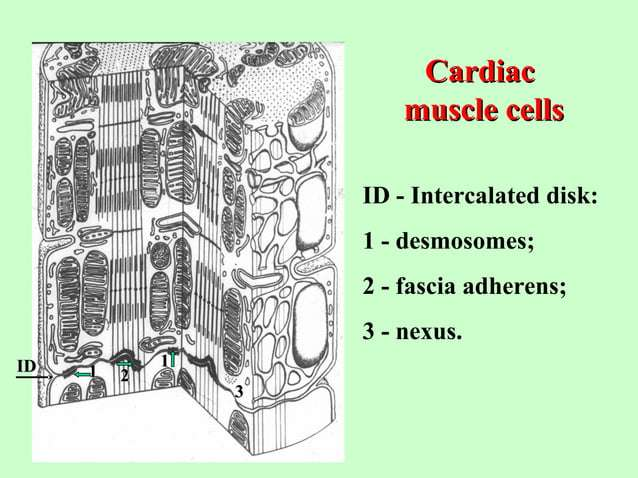 Cardiac
muscle cells
ID - Intercalated disk:
1 - desmosomes;
2 - fascia adherens;
3 - nexus.
ID
1
2
1
3